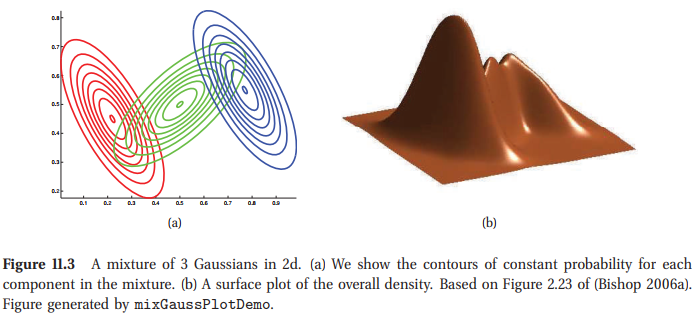 0.8
0.7
0.6
0.5
0.4
0.3
0.2
0.1 0.2 0.3 0.4 0.5 0.6 0.7 0.8 0.9
(a) (b)
Figure 11.3 A mixture of 3 Gaussians in 2d. (a) We show the contours of constant probability for each
component in the mixture. (b) A surface plot of the overall density. Based on Figure 2.23 of (Bishop 2006a).
Figure generated by mixGaussPlotDemo.